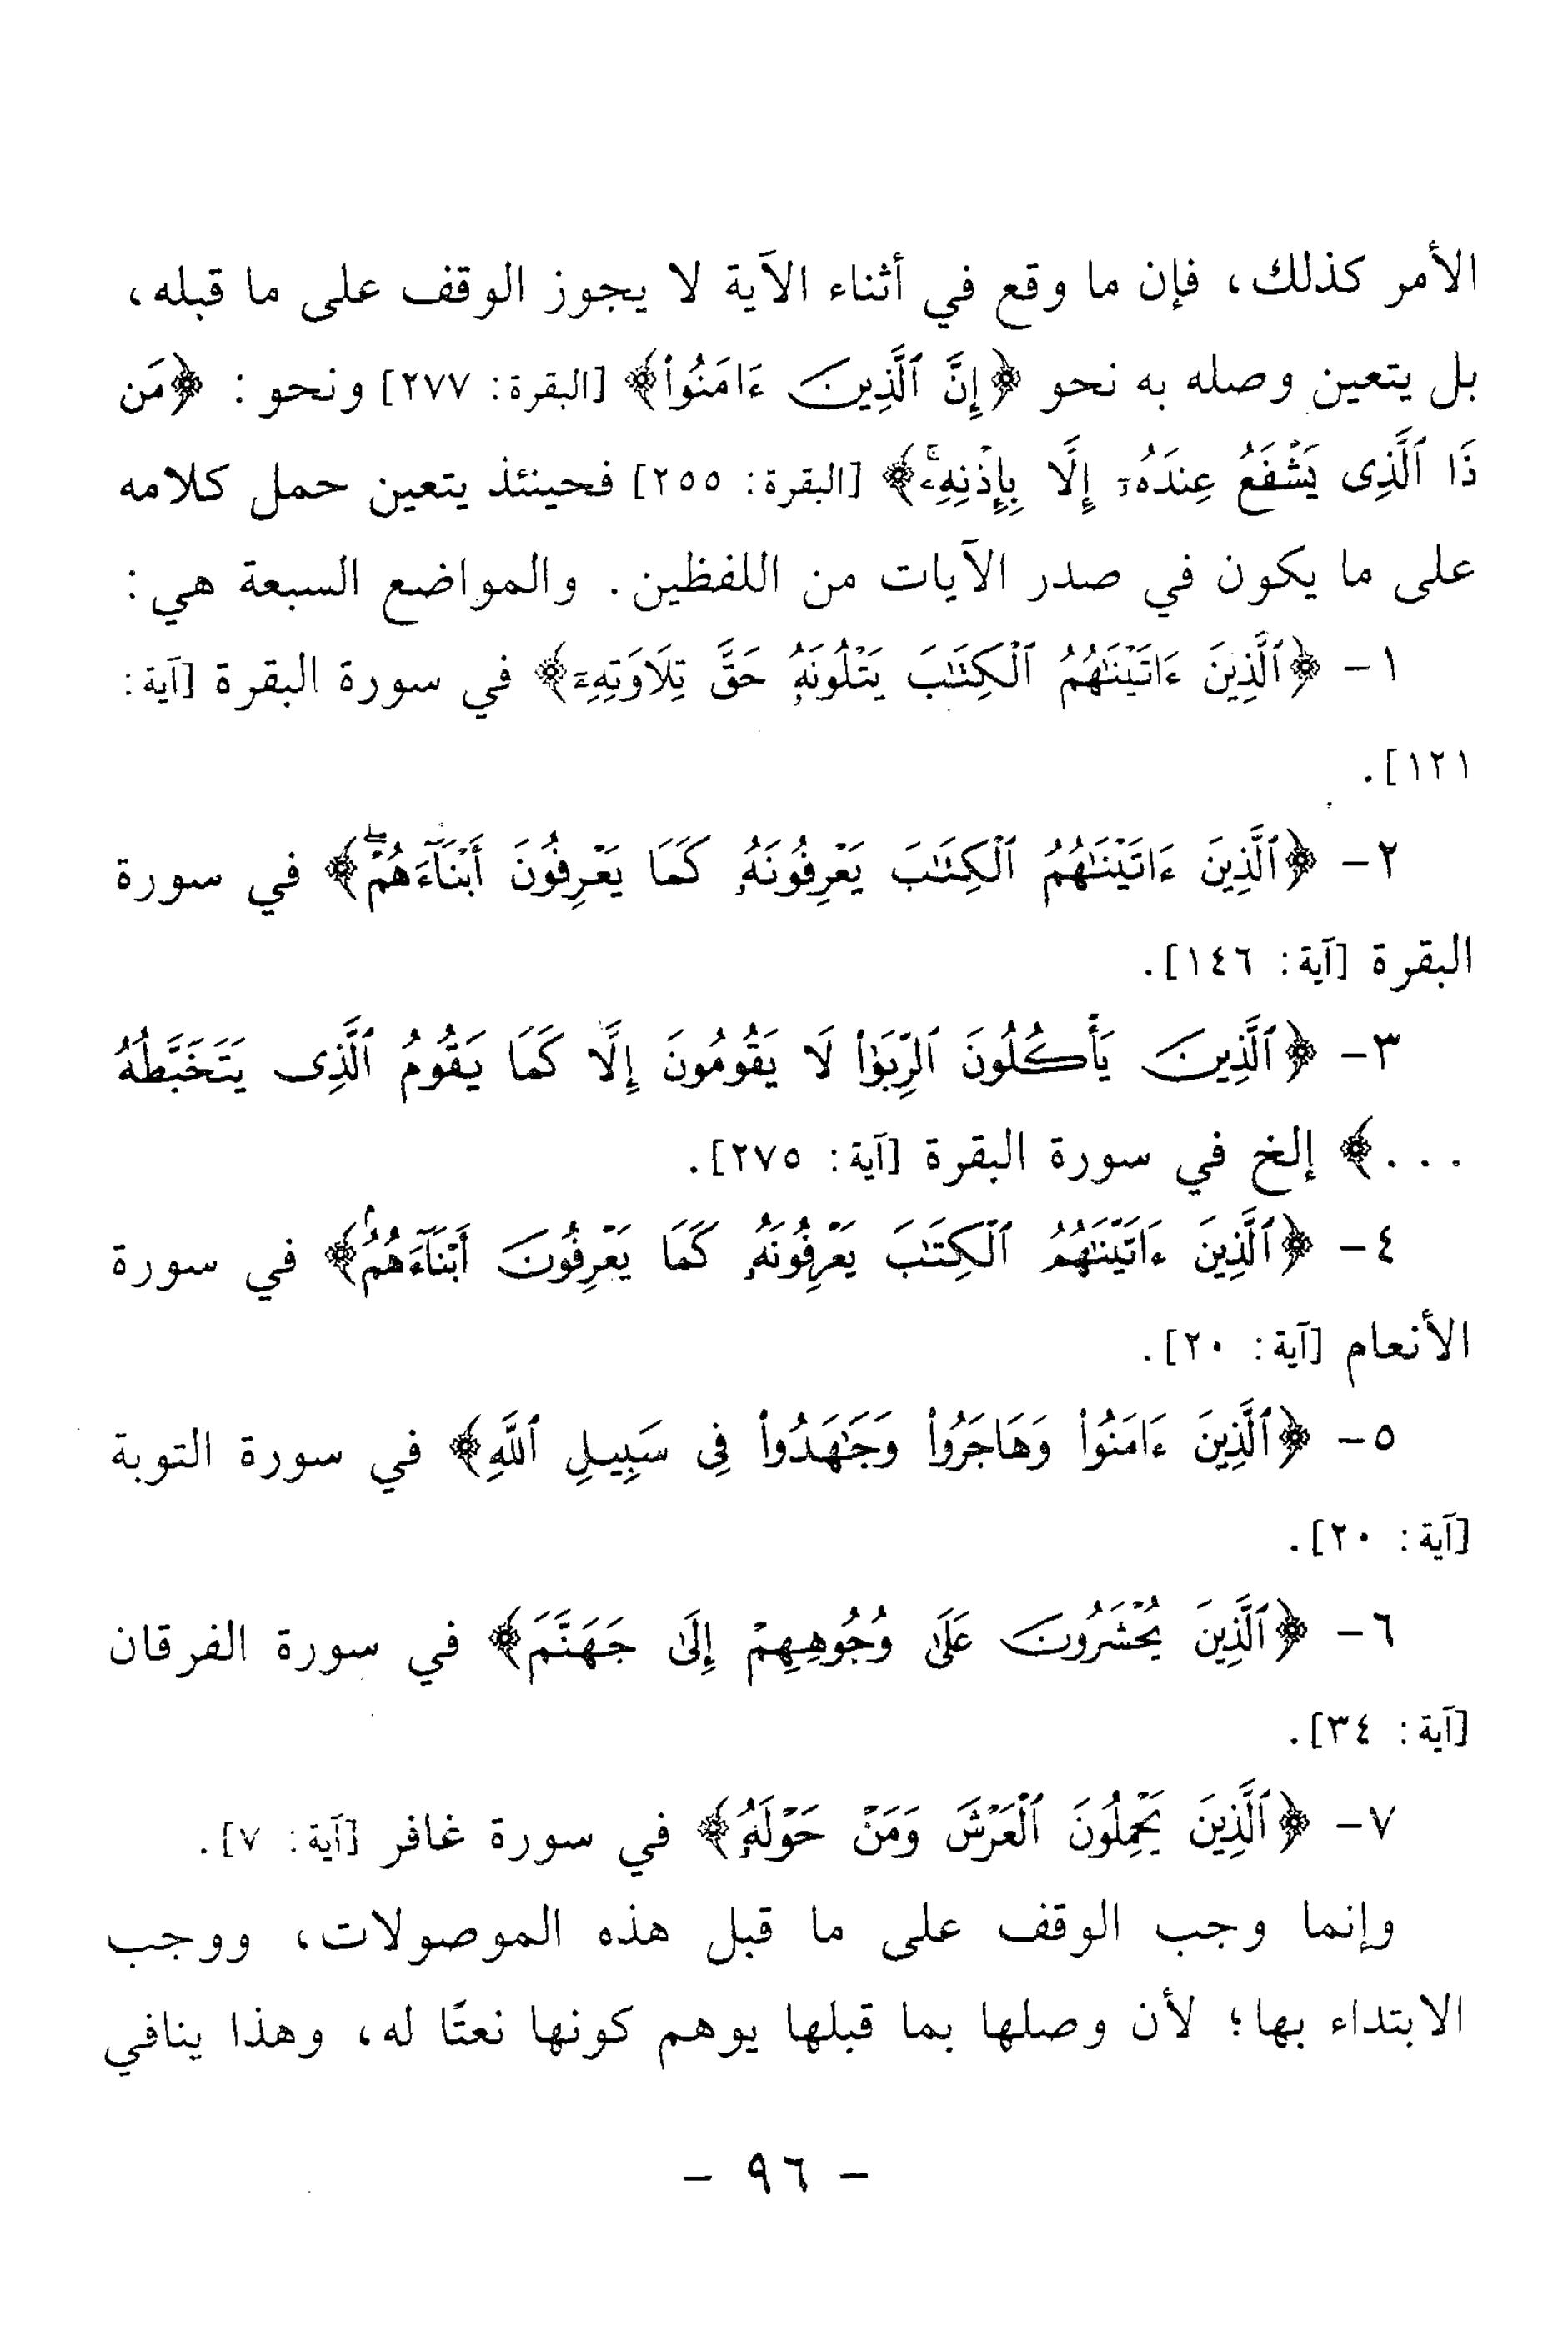 الأمر كذلك، فإن ما وقع في أثناء الآية لا يجوز الوقف على ما قبله،
بل يتعين وصله به نحو ﴿إِنَّ ٱلَّذِينَ ءَامَنُوا۟﴾ [البقرة: ٢٧٧] ونحو: ﴿مَن
ذَا ٱلَّذِى يَشْفَعُ عِندَهُۥٓ إِلَّا بِإِذْنِهِۦۚ﴾ [البقرة: ٢٥٥] فحينئذ يتعين حمل كلامه
على ما يكون في صدر الآيات من اللفظين. والمواضع السبعة هي:
١- ﴿ٱلَّذِينَ ءَاتَيْنَٰهُمُ ٱلْكِتَٰبَ يَتْلُونَهُۥ حَقَّ تِلَاوَتِهِۦٓ﴾ في سورة البقرة [آية:
١٢١].
٢- ﴿ٱلَّذِينَ ءَاتَيْنَٰهُمُ ٱلْكِتَٰبَ يَعْرِفُونَهُۥ كَمَا يَعْرِفُونَ أَبْنَآءَهُمْۖ﴾ في سورة
البقرة [آية: ١٤٦].
٣- ﴿ٱلَّذِينَ يَأْكُلُونَ ٱلرِّبَوٰا۟ لَا يَقُومُونَ إِلَّا كَمَا يَقُومُ ٱلَّذِى يَتَخَبَّطُهُ
...﴾ إلخ في سورة البقرة [آية: ٢٧٥].
٤- ﴿ٱلَّذِينَ ءَاتَيْنَٰهُمُ ٱلْكِتَٰبَ يَعْرِفُونَهُۥ كَمَا يَعْرِفُونَ أَبْنَآءَهُمُۘ﴾ في سورة
الأنعام [آية: ٢٠].
٥- ﴿ٱلَّذِينَ ءَامَنُوا۟ وَهَاجَرُوا۟ وَجَٰهَدُوا۟ فِى سَبِيلِ ٱللَّهِ﴾ في سورة التوبة
[آية: ٢٠].
٦- ﴿ٱلَّذِينَ يُحْشَرُونَ عَلَىٰ وُجُوهِهِمْ إِلَىٰ جَهَنَّمَ﴾ في سورة الفرقان
[آية: ٣٤].
٧- ﴿ٱلَّذِينَ يَحْمِلُونَ ٱلْعَرْشَ وَمَنْ حَوْلَهُۥ﴾ في سورة غافر [آية: ٧].
وإنما وجب الوقف على ما قبل هذه الموصولات، ووجب
الابتداء بها؛ لأن وصلها بما قبلها يوهم كونها نعتًا له، وهذا ينافي
- ٩٦ -